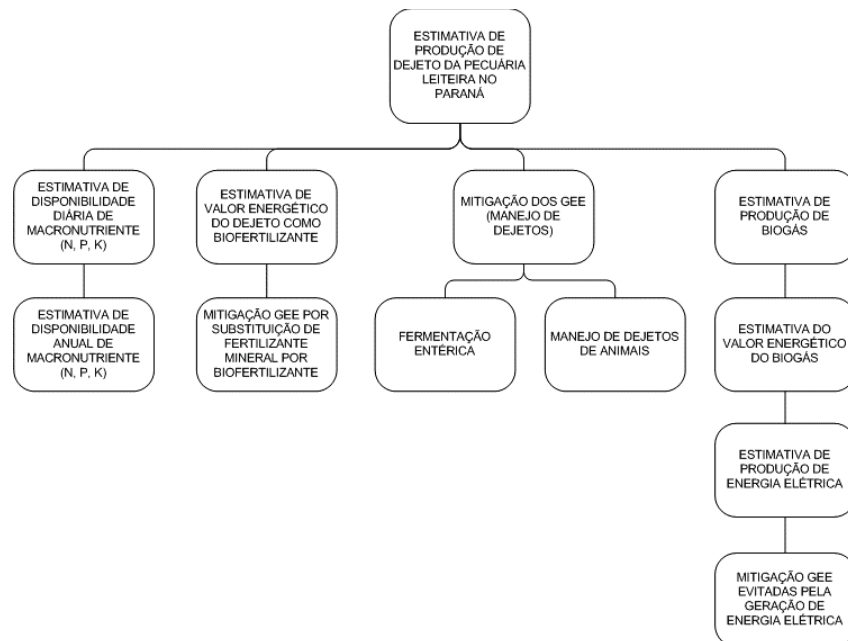 ESTIMATIVA DE
PRODUÇÃO DE
DEJETO DA PECUÁRIA
LEITEIRA NO
PARANÁ
ESTIMATIVA DE
DISPONIBILIDADE
DIÁRIA DE
MACRONUTRIENTE
(N, P, K)
ESTIMATIVA DE
VALOR ENERGÉTICO
DO DEJETO COMO
BIOFERTILIZANTE
MITIGAÇÃO DOS GEE
(MANEJO DE
DEJETOS)
ESTIMATIVA DE
PRODUÇÃO DE
BIOGÁS
ESTIMATIVA DE
DISPONIBILIDADE
ANUAL DE
MACRONUTRIENTE
(N, P, K)
MITIGAÇÃO GEE POR
SUBSTITUIÇÃO DE
FERTILIZANTE
MINERAL POR
BIOFERTILIZANTE
FERMENTAÇÃO
ENTÉRICA
MANEJO DE DEJETOS
DE ANIMAIS
ESTIMATIVA DO
VALOR ENERGÉTICO
DO BIOGÁS
ESTIMATIVA DE
PRODUÇÃO DE
ENERGIA ELÉTRICA
MITIGAÇÃO GEE
EVITADAS PELA
GERAÇÃO DE
ENERGIA ELÉTRICA